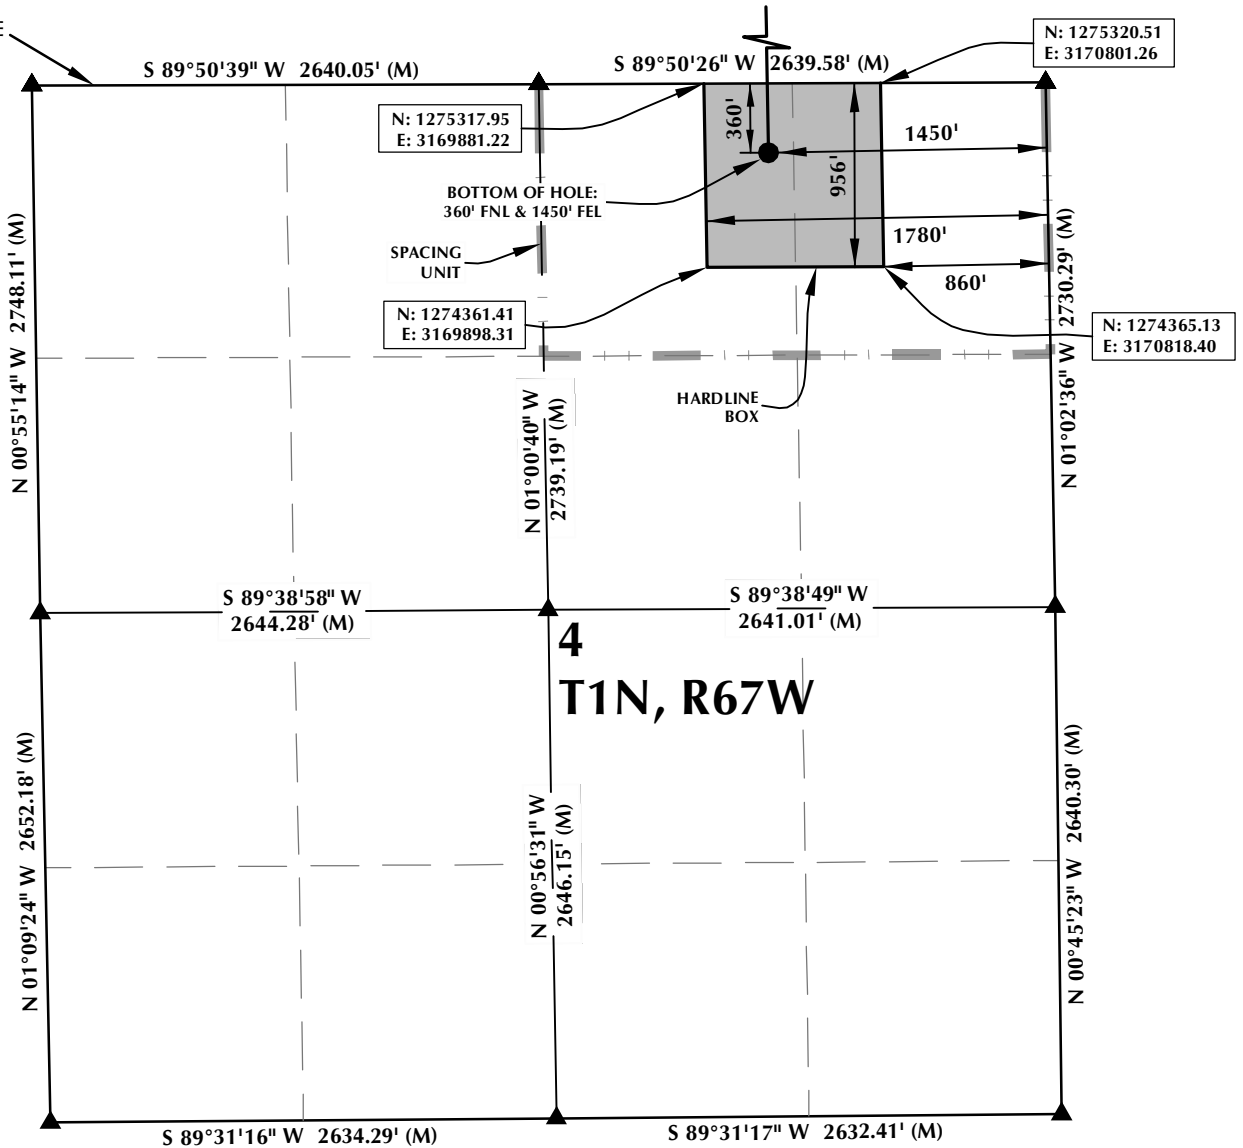 E
S 89°50'39" W 2640.05' (M)
S 89°50'26" W 2639.58' (M)
N: 1275320.51
E: 3170801.26
N: 1275317.95
E: 3169881.22
360'
1450'
956'
BOTTOM OF HOLE:
360' FNL & 1450' FEL
1780'
SPACING
UNIT
860'
N: 1274361.41
E: 3169898.31
N: 1274365.13
E: 3170818.40
HARDLINE
BOX
N 00°55'14" W 2748.11' (M)
N 01°00'40" W
2739.19' (M)
N 01°02'36" W 2730.29' (M)
S 89°38'58" W
2644.28' (M)
S 89°38'49" W
2641.01' (M)
4
T1N, R67W
N 01°09'24" W 2652.18' (M)
N 00°56'31" W
2646.15' (M)
N 00°45'23" W 2640.30' (M)
S 89°31'16" W 2634.29' (M)
S 89°31'17" W 2632.41' (M)